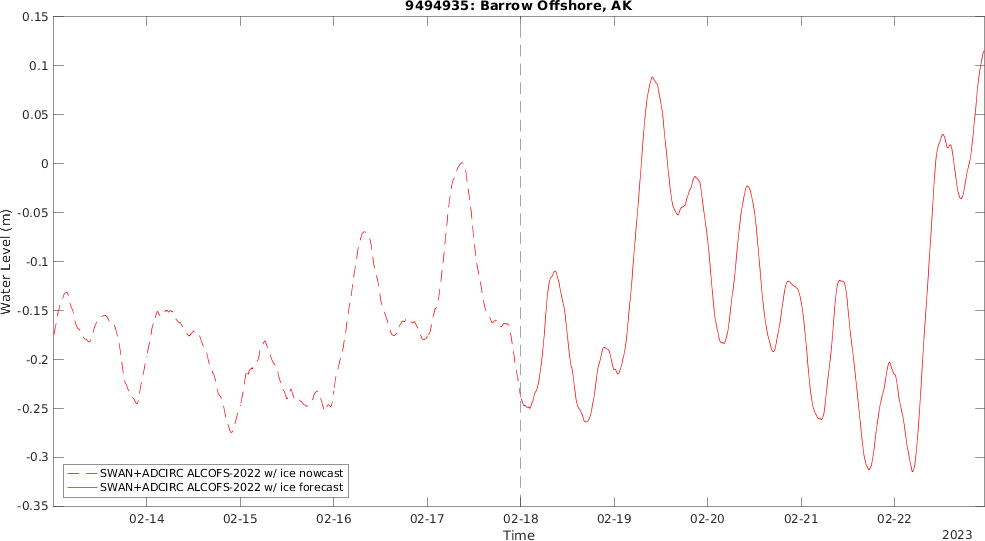 9494935: Barrow Offshore, AK
0.15
0.1
0.05
0
-0.05
-0.1
-0.15
-0.2
-0.25
-0.3
-0.35
Water Level (m)
SWAN+ADCIRC ALCOFS-2022 w/ ice nowcast
SWAN+ADCIRC ALCOFS-2022 w/ ice forecast
02-14 02-15 02-16 02-17 02-18 02-19 02-20 02-21 02-22
Time
2023